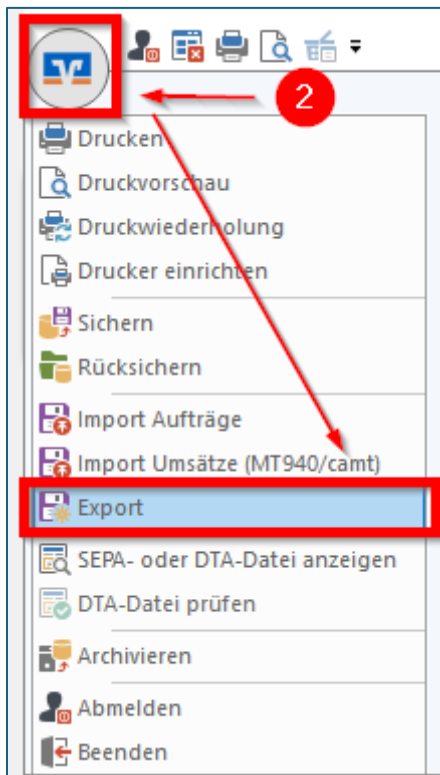 2
Drucken
Druckvorschau
Druckwiederholung
Drucker einrichten
Sichern
Rücksichern
Import Aufträge
Import Umsätze (MT940/camt)
Export
SEPA- oder DTA-Datei anzeigen
DTA-Datei prüfen
Archivieren
Abmelden
Beenden